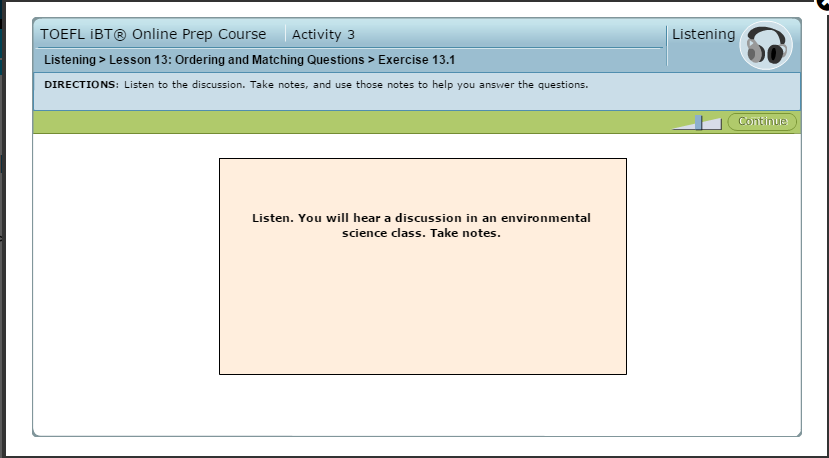 TOEFL iBT® Online Prep Course Activity 3 Listening
Listening > Lesson 13: Ordering and Matching Questions > Exercise 13.1
DIRECTIONS: Listen to the discussion. Take notes, and use those notes to help you answer the questions.
Continue
Listen. You will hear a discussion in an environmental
science class. Take notes.